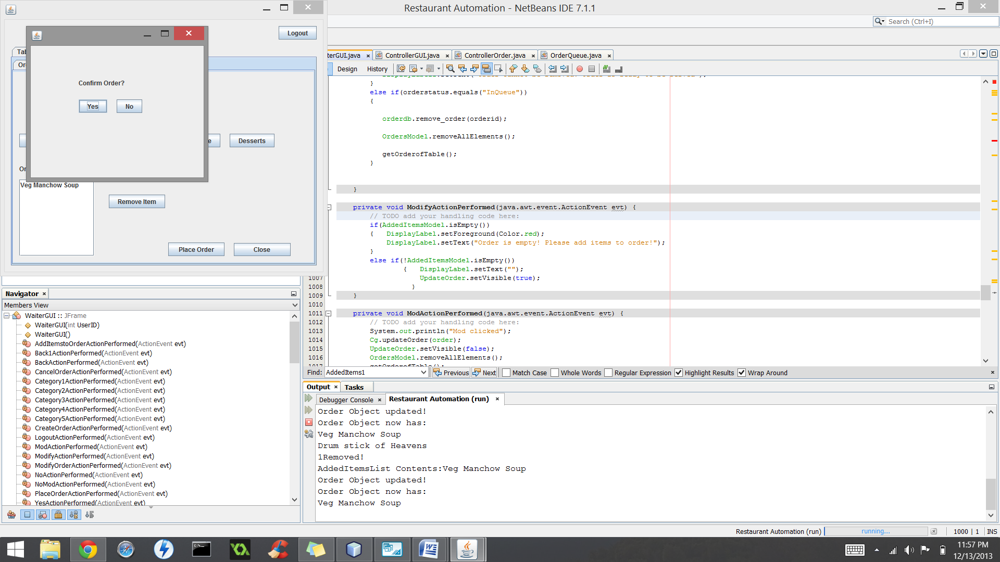 Restaurant Automation - NetBeans IDE 7.1.1
Search (Ctrl+I)
Logout
Confirm Order?
Yes
No
Desserts
Veg Manchow Soup
Remove Item
Place Order
Close
terGUI.java
ControllerGUI.java
ControllerOrder.java
OrderQueue.java
Design
History
}
else if(orderstatus.equals("InQueue"))
{
orderdb.remove_order(orderid);
OrdersModel.removeAllElements();
getOrderofTable();
}
}
private void ModifyActionPerformed(java.awt.event.ActionEvent evt) {
// TODO add your handling code here:
if(AddedItemsModel.isEmpty())
{ DisplayLabel.setForeground(Color.red);
DisplayLabel.setText("Order is empty! Please add items to order!");
}
else if(!AddedItemsModel.isEmpty())
{ DisplayLabel.setText("");
1007 UpdateOrder.setVisible(true);
1008 }
1009 }
1010
1011 private void ModActionPerformed(java.awt.event.ActionEvent evt) {
1012 // TODO add your handling code here:
1013 System.out.println("Mod clicked");
1014 Cg.updateOrder(order);
1015 UpdateOrder.setVisible(false);
1016 OrdersModel.removeAllElements();
1017 getOrderofTable();
Find: AddedItems1 Previous Next Match Case Whole Words Regular Expression Highlight Results Wrap Around
Navigator
Members View
WaiterGUI :: JFrame
WaiterGUI(int UserID)
WaiterGUI()
AddItemstoOrderActionPerformed(ActionEvent evt)
Back1ActionPerformed(ActionEvent evt)
BackActionPerformed(ActionEvent evt)
CancelOrderActionPerformed(ActionEvent evt)
Category1ActionPerformed(ActionEvent evt)
Category2ActionPerformed(ActionEvent evt)
Category3ActionPerformed(ActionEvent evt)
Category4ActionPerformed(ActionEvent evt)
Category5ActionPerformed(ActionEvent evt)
CreateOrderActionPerformed(ActionEvent evt)
LogoutActionPerformed(ActionEvent evt)
ModActionPerformed(ActionEvent evt)
ModifyActionPerformed(ActionEvent evt)
ModifyOrderActionPerformed(ActionEvent evt)
NoActionPerformed(ActionEvent evt)
NoModActionPerformed(ActionEvent evt)
PlaceOrderActionPerformed(ActionEvent evt)
YesActionPerformed(ActionEvent evt)
Output Tasks
Debugger Console Restaurant Automation (run)
Order Object updated!
Order Object now has:
Veg Manchow Soup
Drum stick of Heavens
1Removed!
AddedItemsList Contents:Veg Manchow Soup
Order Object updated!
Order Object now has:
Veg Manchow Soup
Restaurant Automation (run) running... 1000 | 1 INS
11:57 PM
12/13/2013